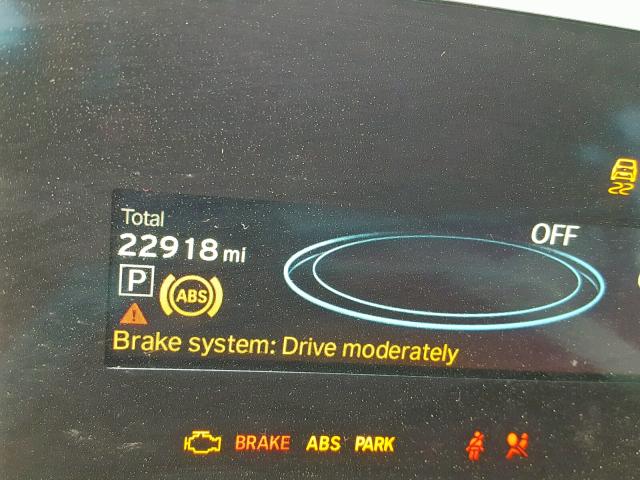 Total
22918 mi
OFF
P
ABS
Brake system: Drive moderately
BRAKE ABS PARK